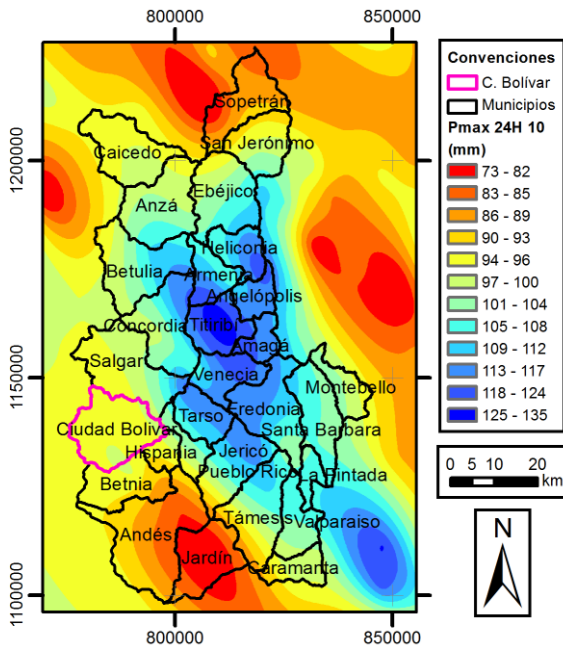 800000 850000
Sopetrán
San Jerónimo
Caicedo
Ebéjico
Anzá
Heliconia
Betulia
Armenia
Angelópolis
Concordia
Titiribí
Amagá
Salgar
Venecia
Montebello
Tarso
Fredonia
Ciudad Bolívar
Santa Barbara
Hispania
Jericó
Pueblo Rico
La Pintada
Betnia
Támesis
Valparaiso
Andés
Jardín
Caramanta
1200000
1150000
1100000
800000 850000
Convenciones
C. Bolívar
Municipios
Pmax 24H 10
(mm)
73 - 82
83 - 85
86 - 89
90 - 93
94 - 96
97 - 100
101 - 104
105 - 108
109 - 112
113 - 117
118 - 124
125 - 135
0 5 10 20
km
N